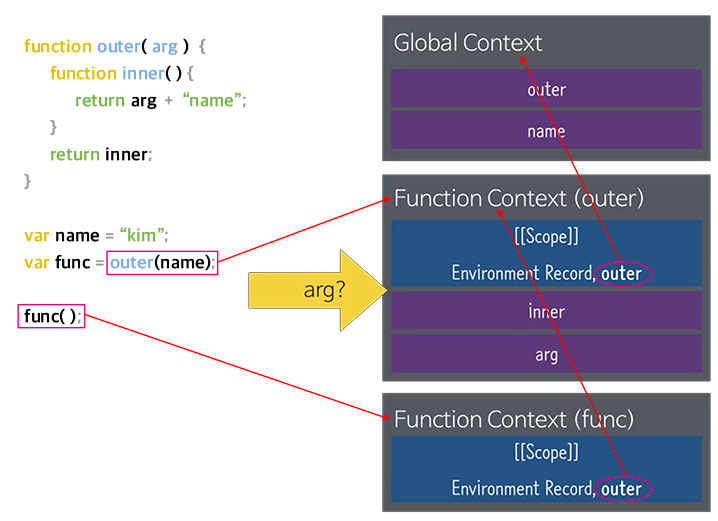 function outer( arg ) {
function inner( ) {
return arg + “name”;
}
return inner;
}
var name = “kim”;
var func = outer(name);
func( );
arg?
Global Context
outer
name
Function Context (outer)
[[Scope]]
Environment Record, outer
inner
arg
Function Context (func)
[[Scope]]
Environment Record, outer